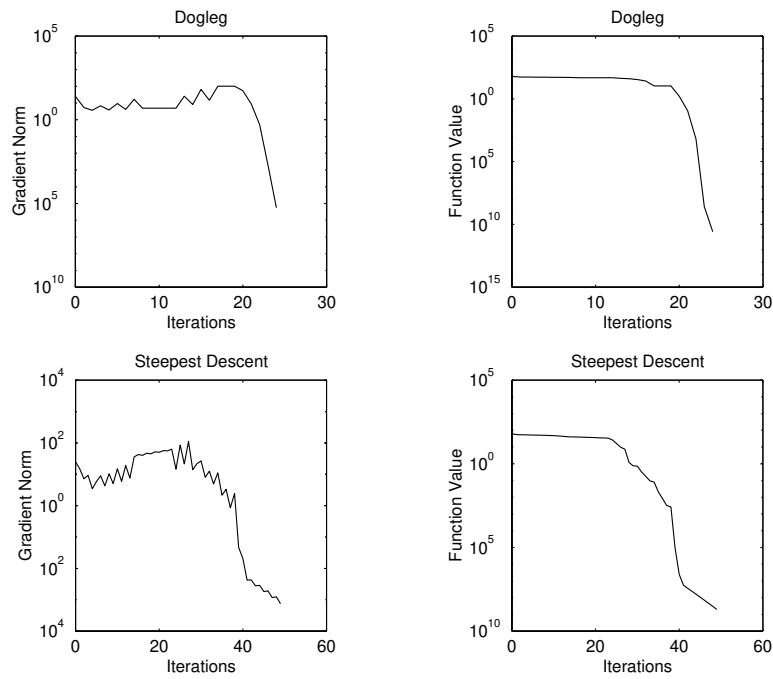 Dogleg
10^5
10^0
10^5
10^10
Gradient Norm
0 10 20 30
Iterations
Dogleg
10^5
10^0
10^5
10^10
10^15
Function Value
0 10 20 30
Iterations
Steepest Descent
10^4
10^2
10^0
10^2
10^4
Gradient Norm
0 20 40 60
Iterations
Steepest Descent
10^5
10^0
10^5
10^10
Function Value
0 20 40 60
Iterations